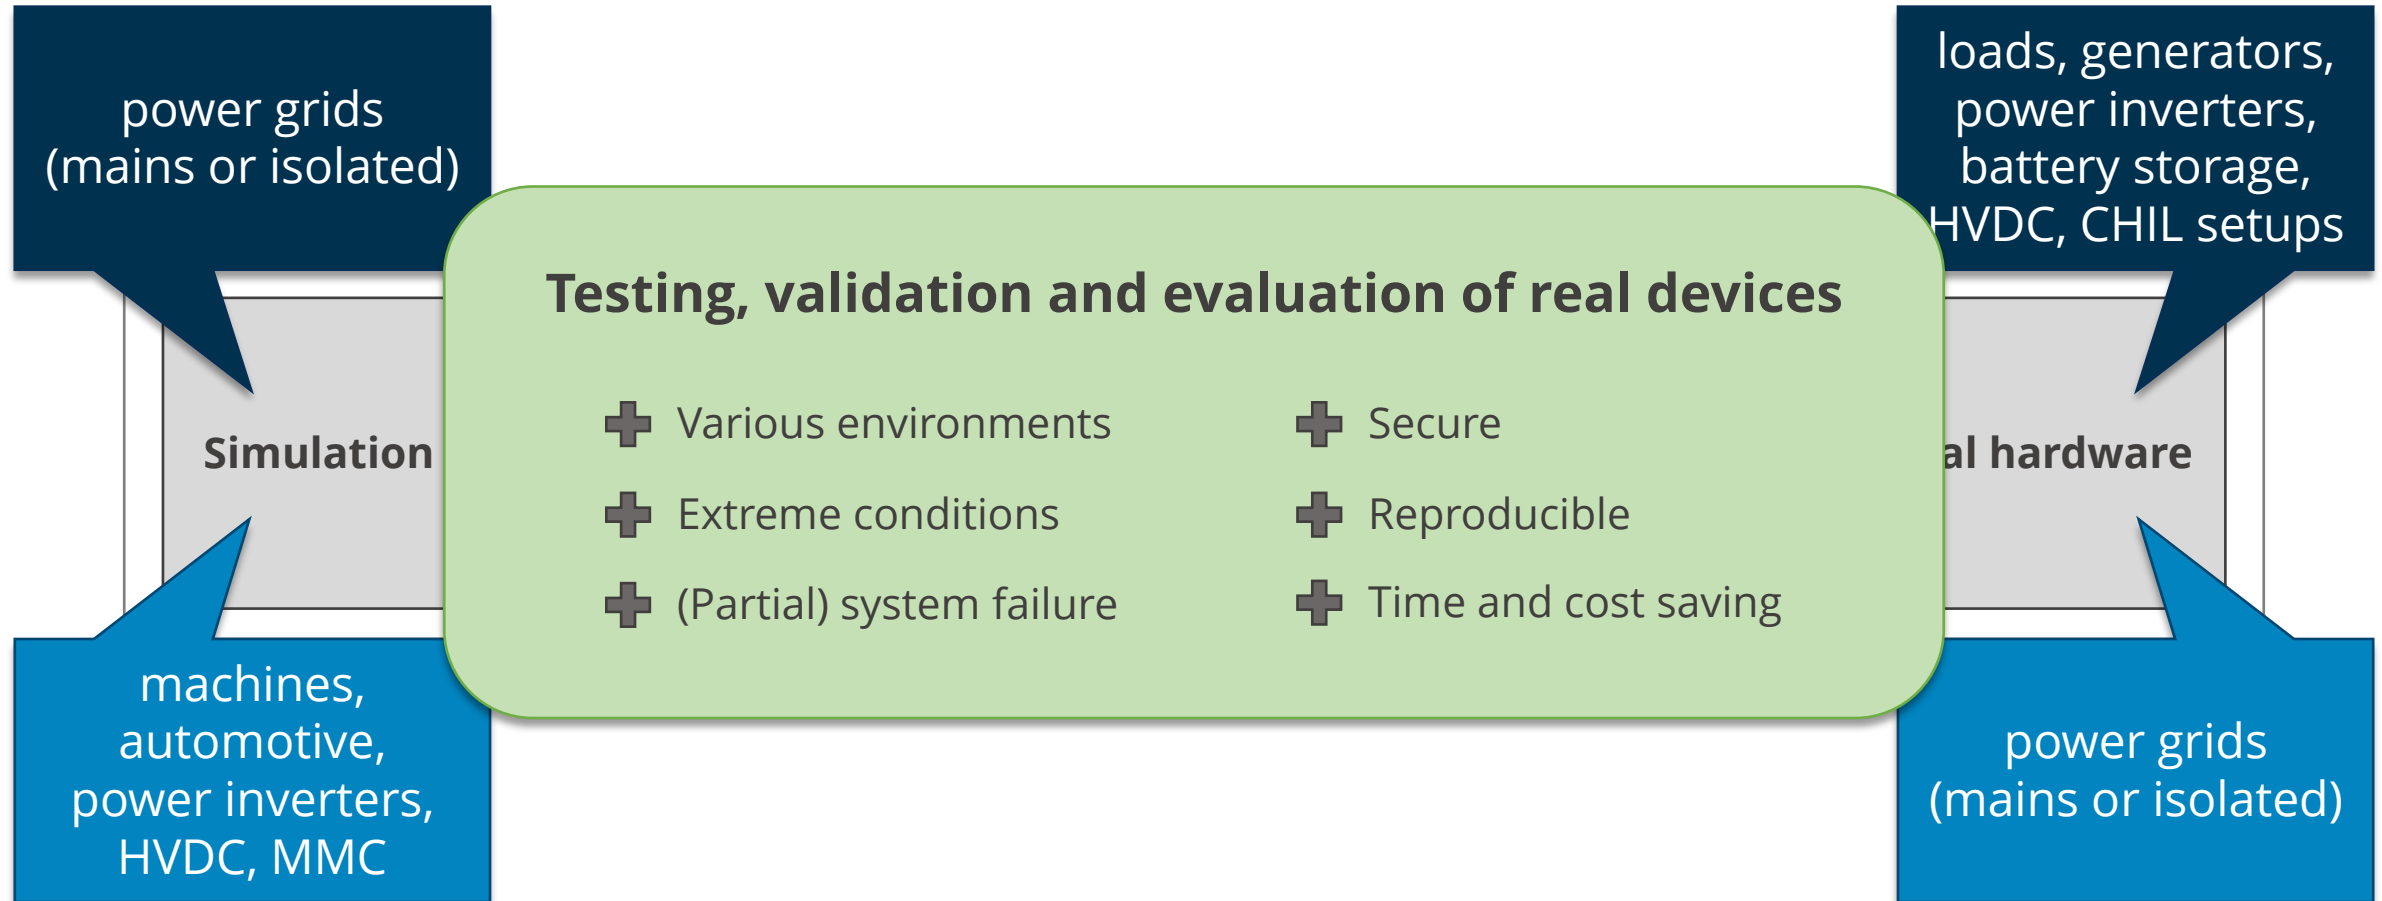 power grids
(mains or isolated)
loads, generators,
power inverters,
battery storage,
HVDC, CHIL setups
Testing, validation and evaluation of real devices
Various environments
Extreme conditions
(Partial) system failure
Secure
Reproducible
Time and cost saving
Simulation
al hardware
machines,
automotive,
power inverters,
HVDC, MMC
power grids
(mains or isolated)